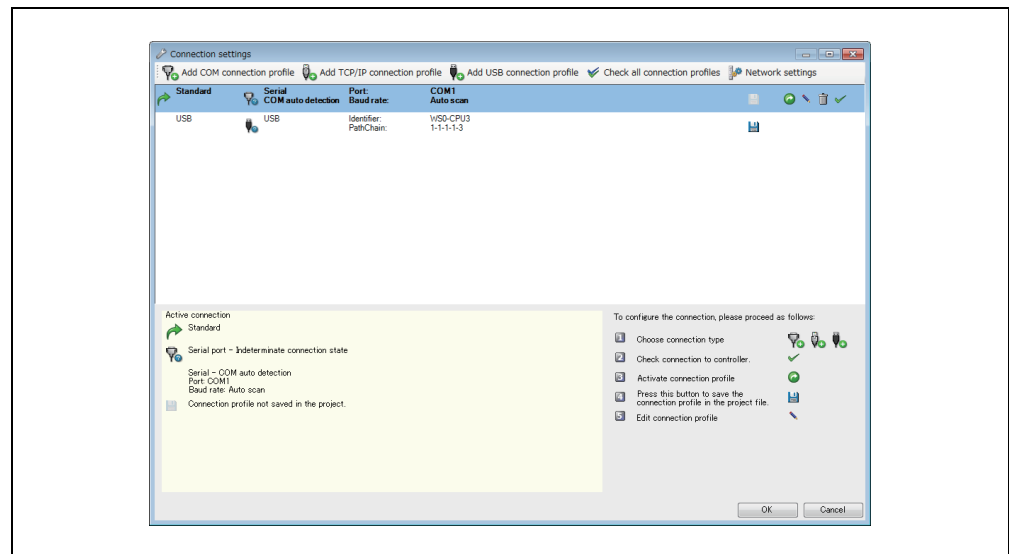 Connection settings
Add COM connection profile Add TCP/IP connection profile Add USB connection profile Check all connection profiles Network settings
Standard Serial Port: COM1
COM auto detection Baud rate: Auto scan
USB USB Identifier: WS0-CPU3
PathChain: 1-1-1-1-3
Active connection
Standard
Serial port - Indeterminate connection state
Serial - COM auto detection
Port: COM1
Baud rate: Auto scan
Connection profile not saved in the project.
To configure the connection, please proceed as follows:
1 Choose connection type
2 Check connection to controller.
3 Activate connection profile
4 Press this button to save the
connection profile in the project file.
5 Edit connection profile
OK Cancel